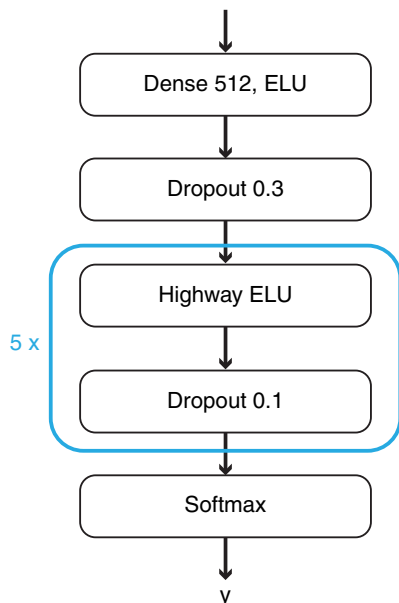 Dense 512, ELU
Dropout 0.3
Highway ELU
5 x
Dropout 0.1
Softmax
y